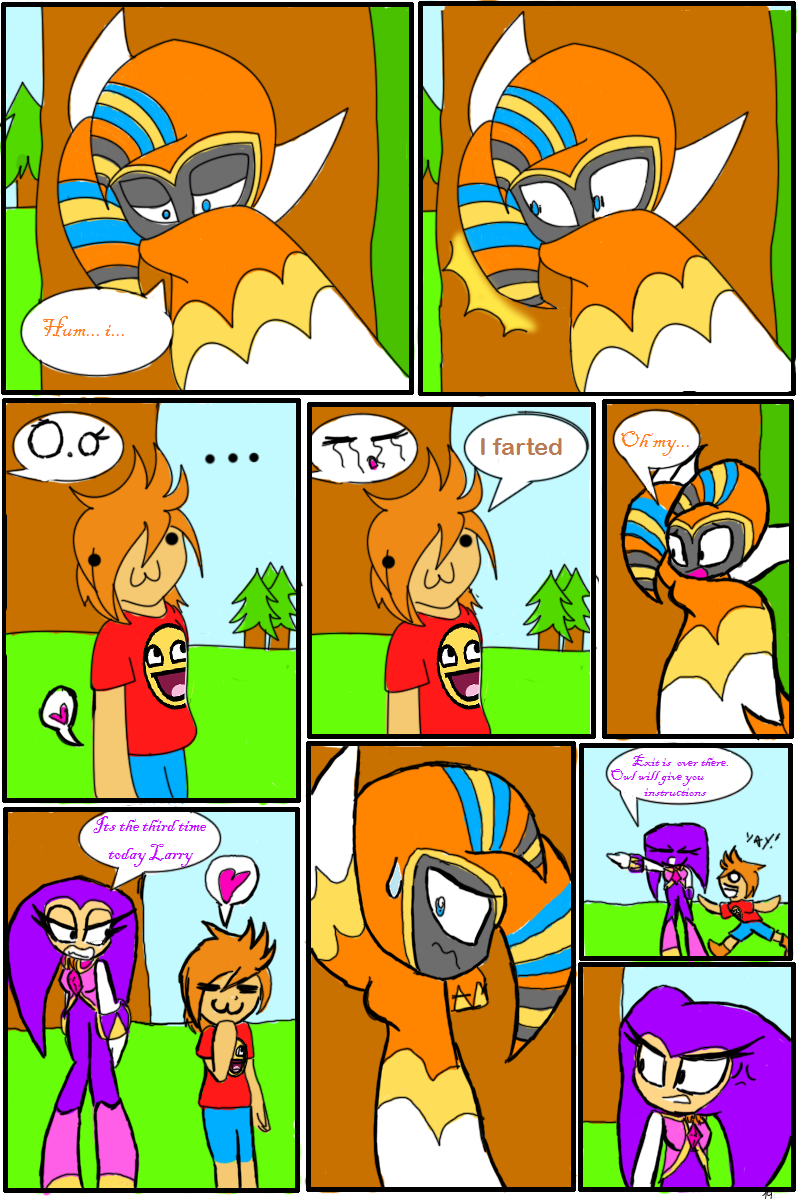 Hum... i...
O.o
...
I farted
Oh my...
Its the third time
today Larry
Exit is over there.
Owl will give you
instructions
YAY!
19